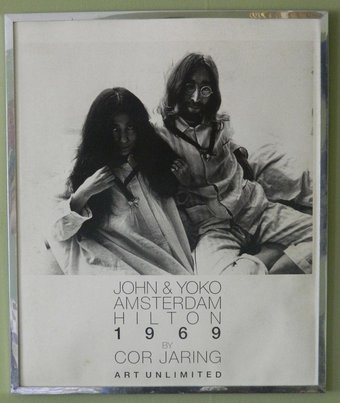 JOHN & YOKO
AMSTERDAM
HILTON
1969
BY
COR JARING
ART UNLIMITED